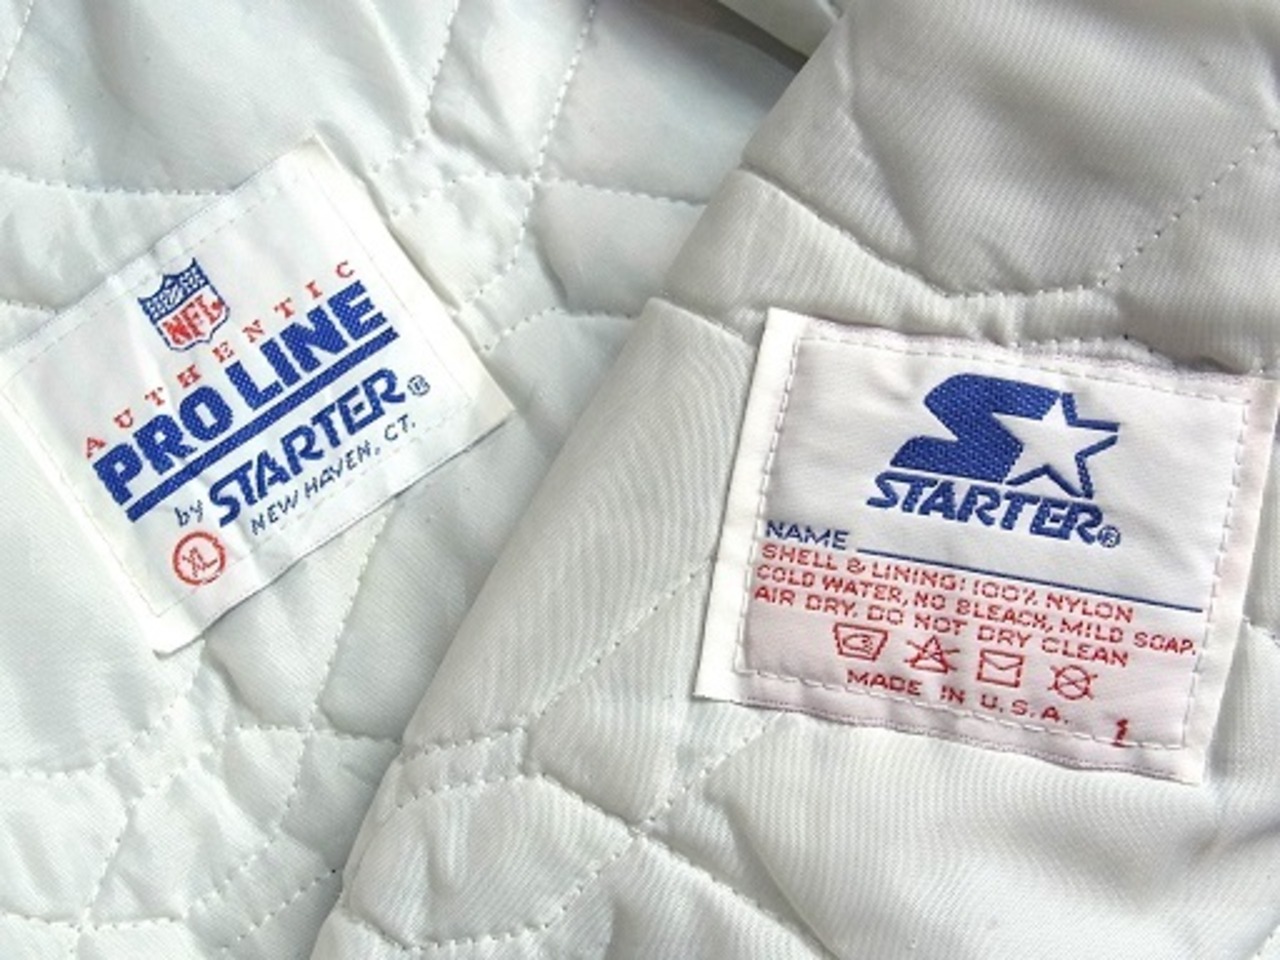 NFL
AUTHENTIC
PRO LINE
by STARTER®
NEW HAVEN, CT.
XL
STARTER®
NAME
SHELL & LINING: 100% NYLON
COLD WATER, NO BLEACH, MILD SOAP.
AIR DRY. DO NOT DRY CLEAN
MADE IN U.S.A.
1